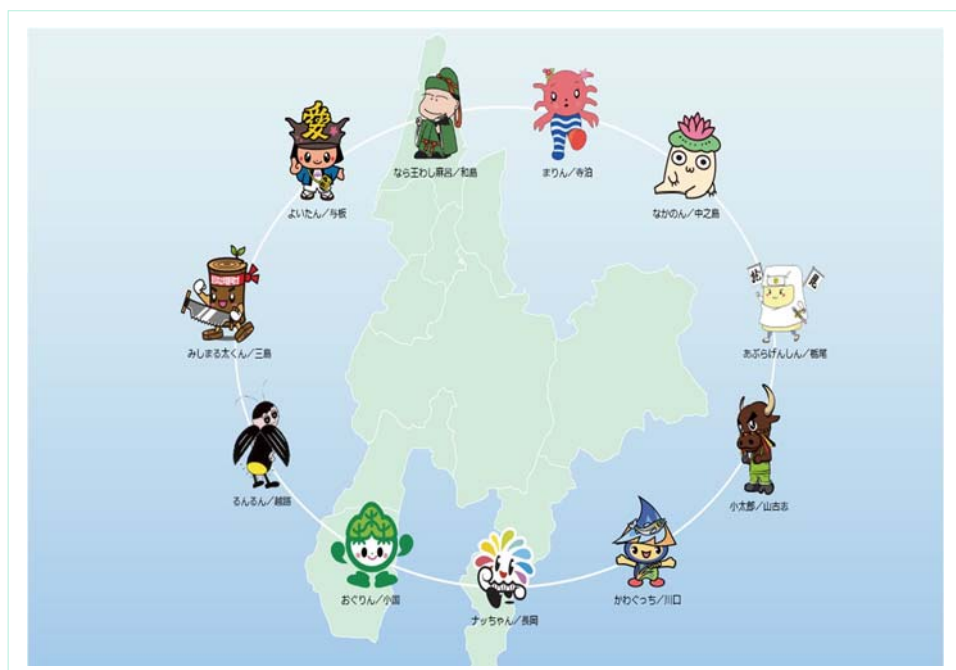 なら王わし麻呂／和島
まりん／寺泊
愛
よいたん／与板
なかのん／中之島
みしまる太くん／三島
あぶらげんしん／栃尾
るんるん／越路
小太郎／山古志
おぐりん／小国
ナッちゃん／長岡
かわぐっち／川口